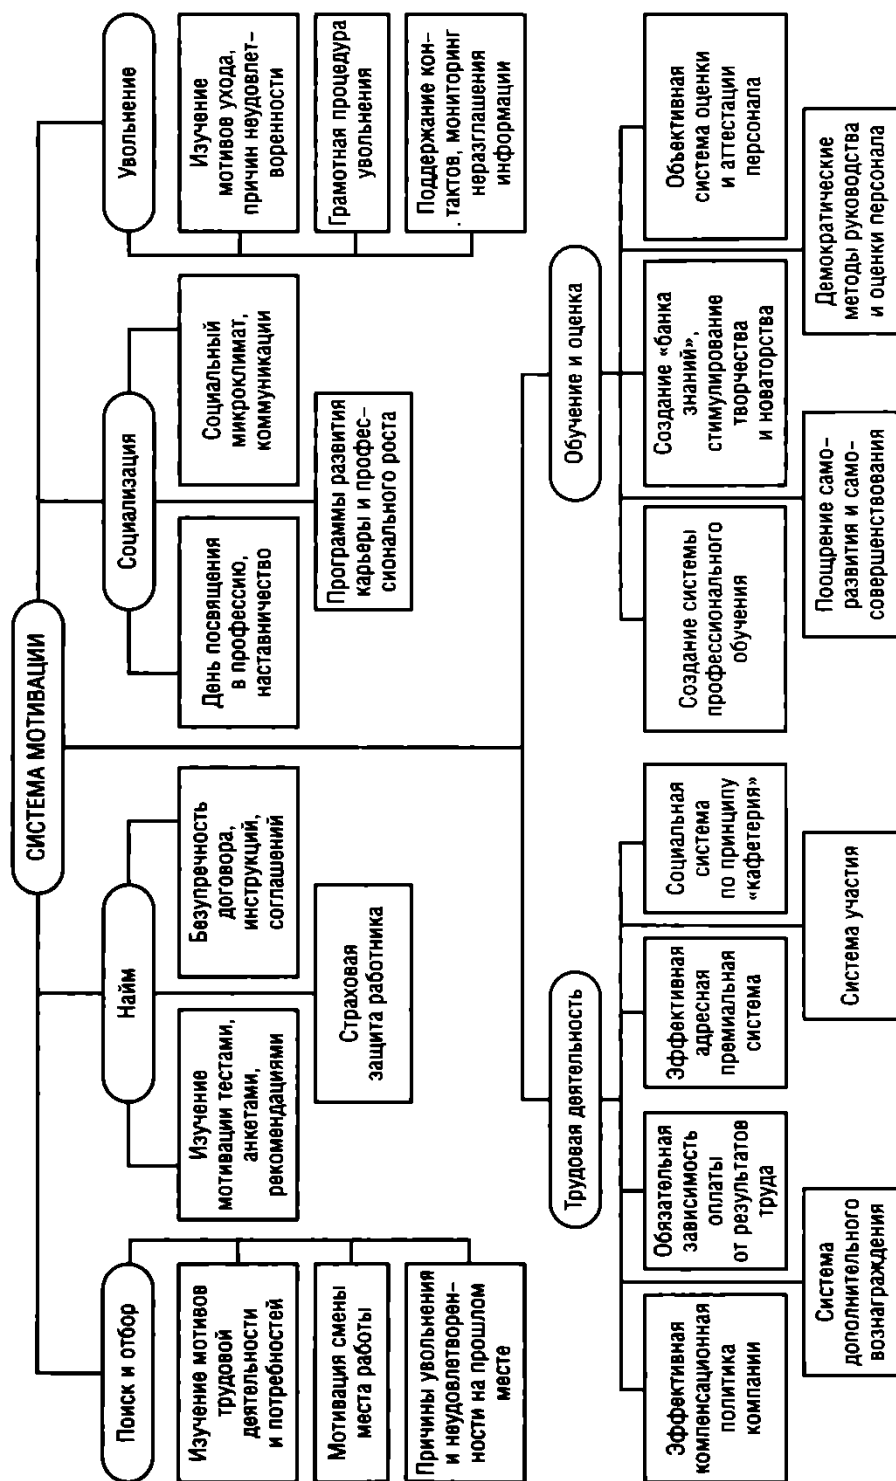 СИСТЕМА МОТИВАЦИИ
Поиск и отбор
Изучение мотивов
трудовой
деятельности
и потребностей
Мотивация смены
места работы
Причины увольнения
и неудовлетворен-
ности на прошлом
месте
Найм
Изучение
мотивации тестами,
анкетами,
рекомендациями
Безупречность
договора,
инструкций,
соглашений
Страховая
защита работника
Социализация
День посвящения
в профессию,
наставничество
Социальный
микроклимат,
коммуникации
Программы развития
карьеры и профес-
сионального роста
Увольнение
Изучение
мотивов ухода,
причин неудовлет-
воренности
Грамотная процедура
увольнения
Поддержание кон-
тактов, мониторинг
неразглашения
информации
Трудовая деятельность
Эффективная
компенсационная
политика
компании
Обязательная
зависимость
оплаты
от результатов
труда
Эффективная
адресная
премиальная
система
Социальная
система
по принципу
«кафетерия»
Система
дополнительного
вознаграждения
Система участия
Обучение и оценка
Создание системы
профессионального
обучения
Создание «банка
знаний»,
стимулирование
творчества
и новаторства
Объективная
система оценки
и аттестации
персонала
Поощрение само-
развития и само-
совершенствования
Демократические
методы руководства
и оценки персонала